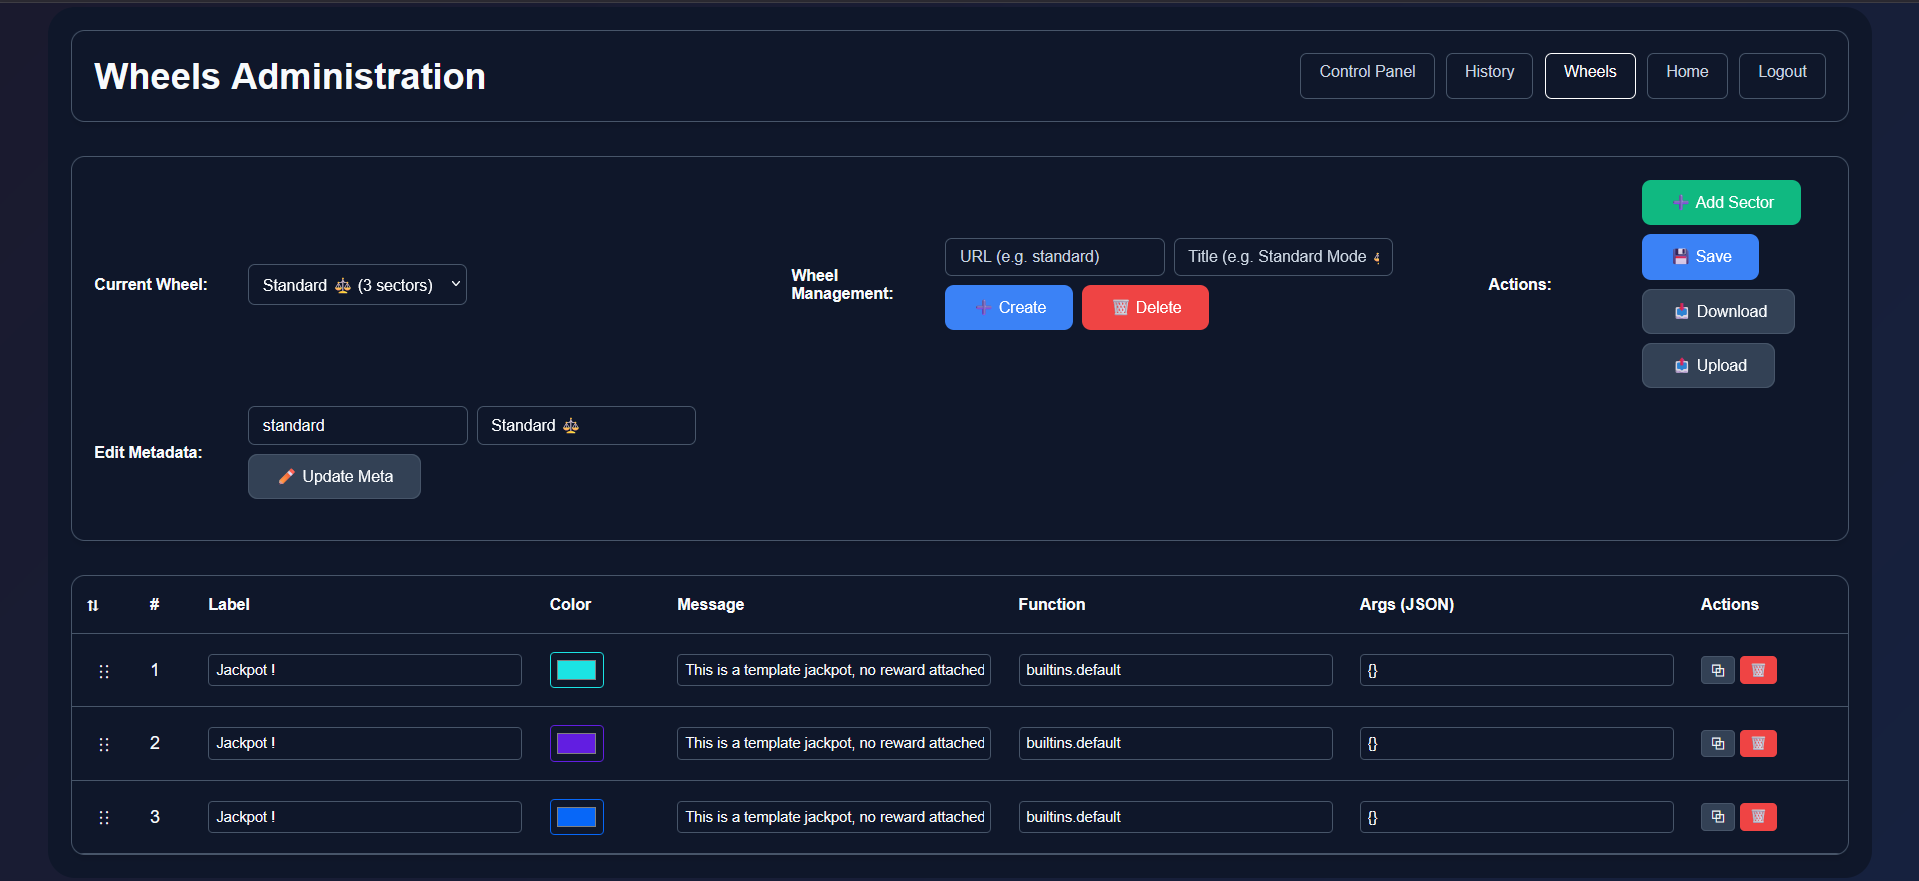 Wheels Administration
Control Panel
History
Wheels
Home
Logout
Current Wheel:
Standard ⚖️ (3 sectors)
Wheel
Management:
URL (e.g. standard)
Title (e.g. Standard Mode
➕ Create
🗑️ Delete
Actions:
➕ Add Sector
💾 Save
📥 Download
📤 Upload
Edit Metadata:
standard
Standard ⚖️
✏️ Update Meta
⇅ # Label Color Message Function Args (JSON) Actions
1 Jackpot ! This is a template jackpot, no reward attached builtins.default {}
2 Jackpot ! This is a template jackpot, no reward attached builtins.default {}
3 Jackpot ! This is a template jackpot, no reward attached builtins.default {}